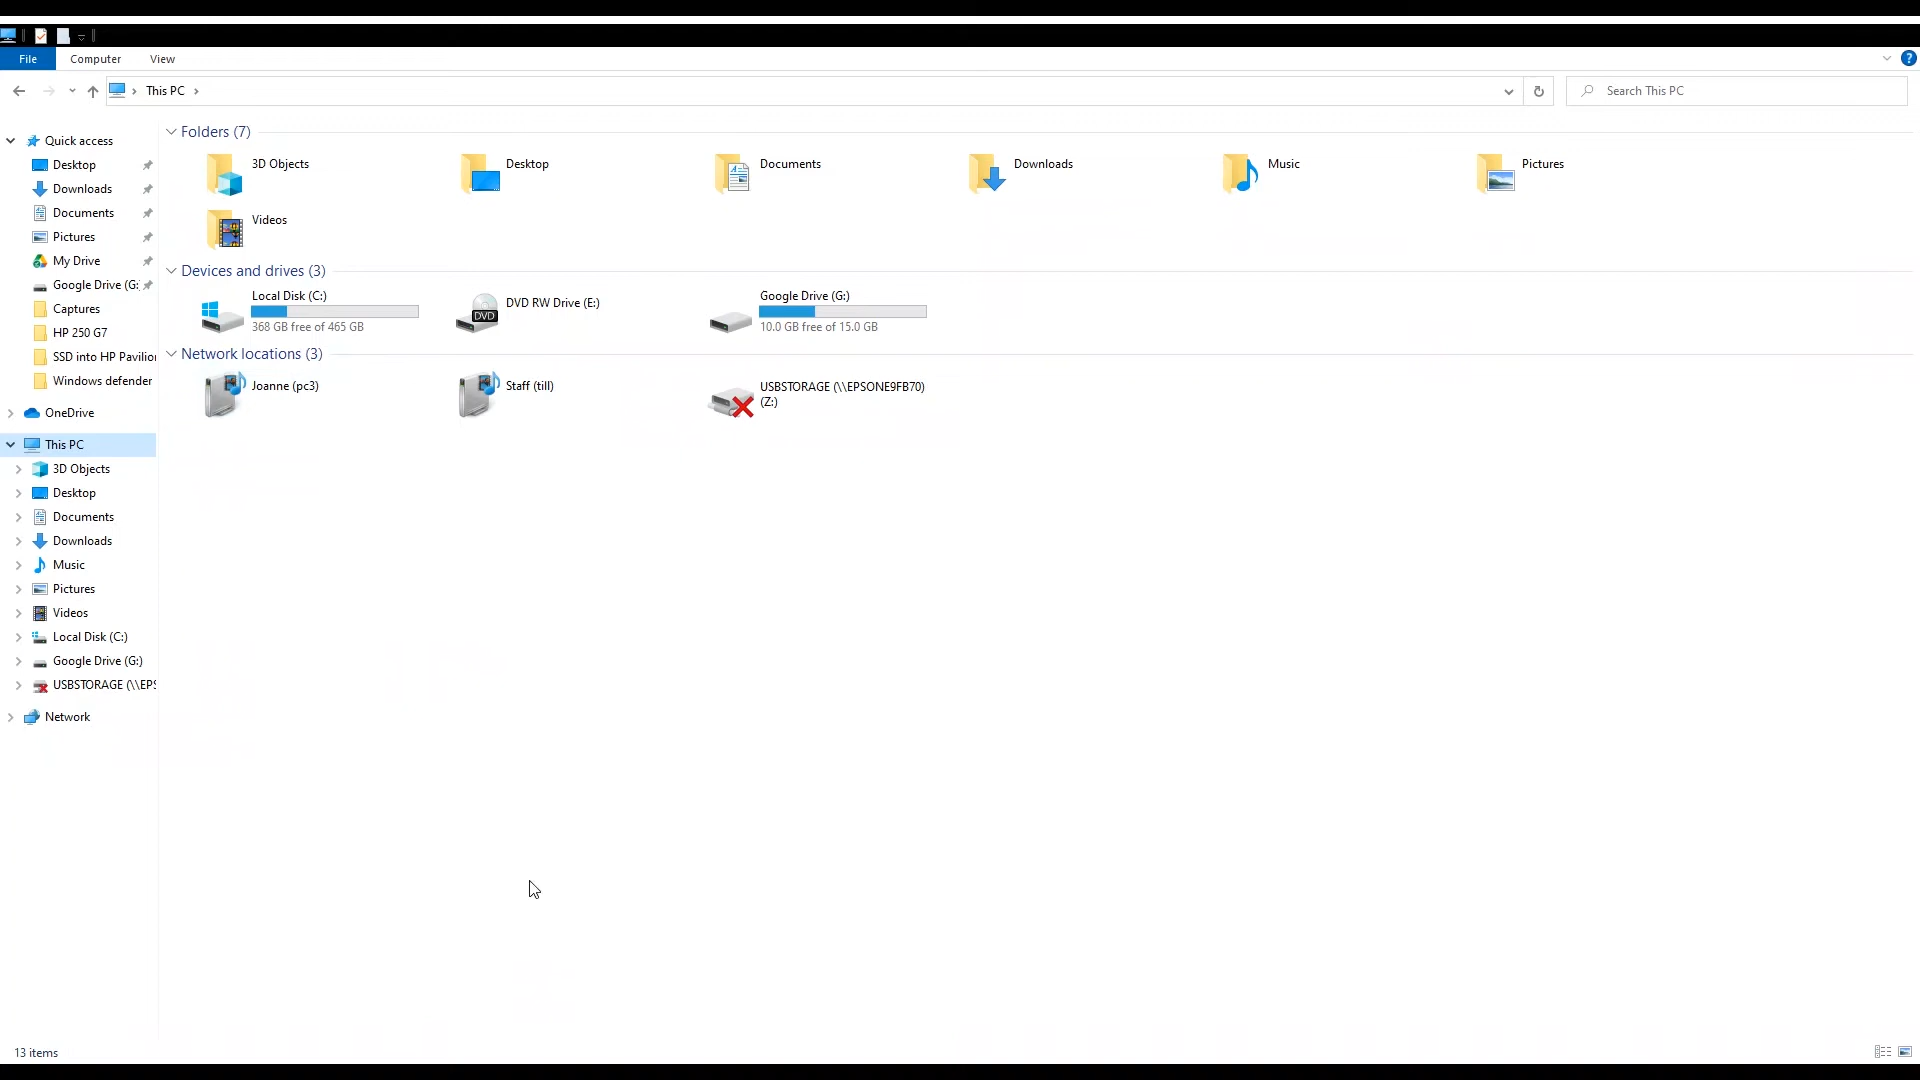 File Computer View
This PC
Search This PC
Quick access
Desktop
Downloads
Documents
Pictures
My Drive
Google Drive (G:
Captures
HP 250 G7
SSD into HP Pavilion
Windows defender
OneDrive
This PC
3D Objects
Desktop
Documents
Downloads
Music
Pictures
Videos
Local Disk (C:)
Google Drive (G:)
USBSTORAGE (\\EPS
Network
Folders (7)
3D Objects
Desktop
Documents
Downloads
Music
Pictures
Videos
Devices and drives (3)
Local Disk (C:)
368 GB free of 465 GB
DVD
DVD RW Drive (E:)
Google Drive (G:)
10.0 GB free of 15.0 GB
Network locations (3)
Joanne (pc3)
Staff (till)
USBSTORAGE (\\EPSONE9FB70)
(Z:)
13 items